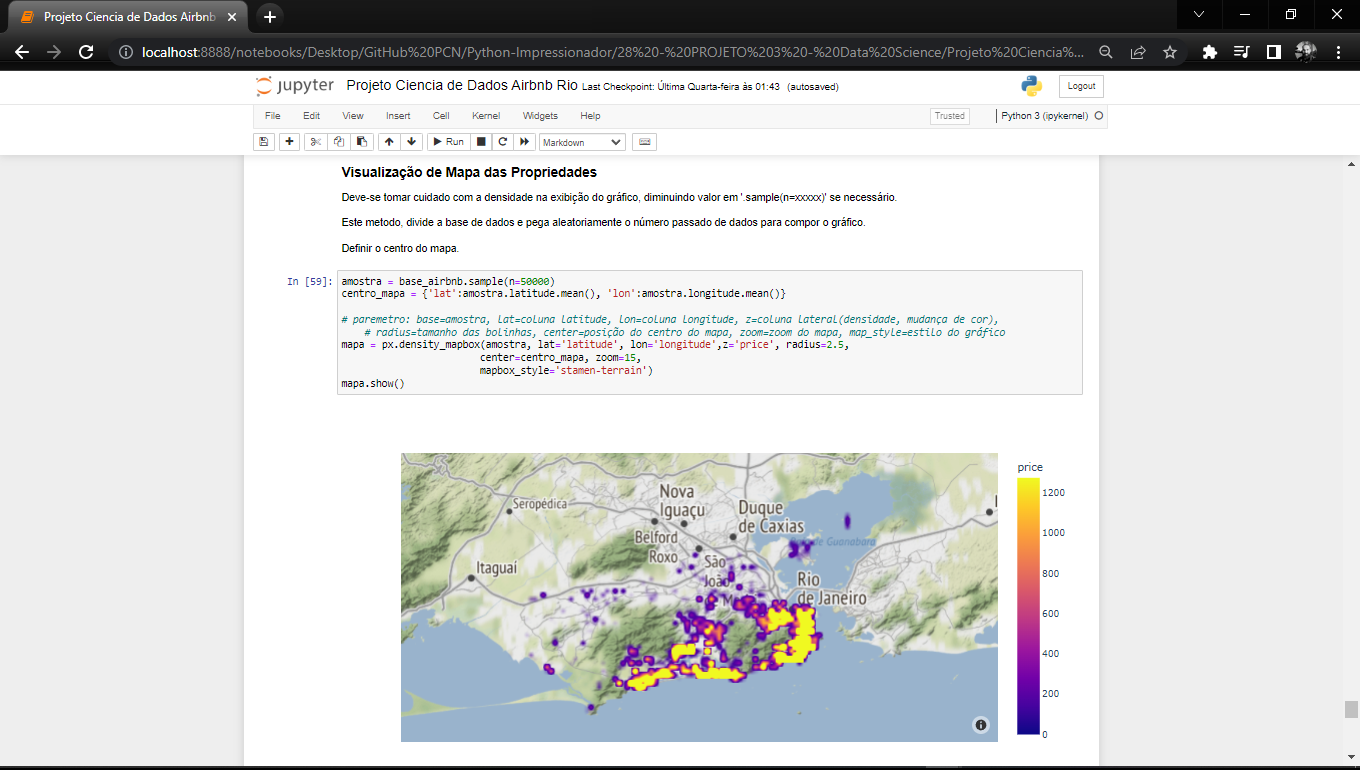 Projeto Ciencia de Dados Airbnb
localhost:8888/notebooks/Desktop/GitHub%20PCN/Python-Impressionador/28%20-%20PROJETO%203%20-%20Data%20Science/Projeto%20Ciencia%...
jupyter Projeto Ciencia de Dados Airbnb Rio Last Checkpoint: Última Quarta-feira às 01:43 (autosaved) Logout
File Edit View Insert Cell Kernel Widgets Help Trusted Python 3 (ipykernel)
Run Markdown
Visualização de Mapa das Propriedades
Deve-se tomar cuidado com a densidade na exibição do gráfico, diminuindo valor em '.sample(n=xxxxx)' se necessário.
Este metodo, divide a base de dados e pega aleatoriamente o número passado de dados para compor o gráfico.
Definir o centro do mapa.
In [59]: amostra = base_airbnb.sample(n=50000)
centro_mapa = {'lat':amostra.latitude.mean(), 'lon':amostra.longitude.mean()}
# paremetro: base=amostra, lat=coluna latitude, lon=coluna longitude, z=coluna lateral(densidade, mudança de cor),
# radius=tamanho das bolinhas, center=posição do centro do mapa, zoom=zoom do mapa, map_style=estilo do gráfico
mapa = px.density_mapbox(amostra, lat='latitude', lon='longitude',z='price', radius=2.5,
center=centro_mapa, zoom=15,
mapbox_style='stamen-terrain')
mapa.show()
price
Nova
Iguaçu
Seropédica
Duque
de Caxias
Belford
Roxo
Guanabara
São
João
Itaguaí
Rio
de Janeiro
1200
1000
800
600
400
200
0